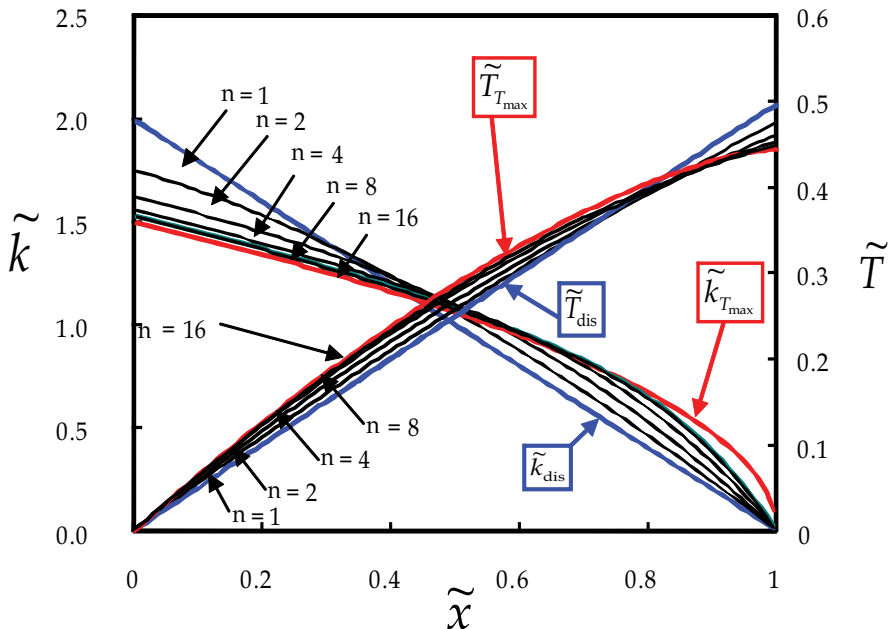 2.5
2.0
1.5
1.0
0.5
0.0
k̃
0.6
0.5
0.4
0.3
0.2
0.1
0
T̃
n = 1
n = 2
n = 4
n = 8
n = 16
T̃Tmax
T̃dis
k̃Tmax
k̃dis
n = 16
n = 8
n = 4
n = 2
n = 1
0 0.2 0.4 0.6 0.8 1
x̃